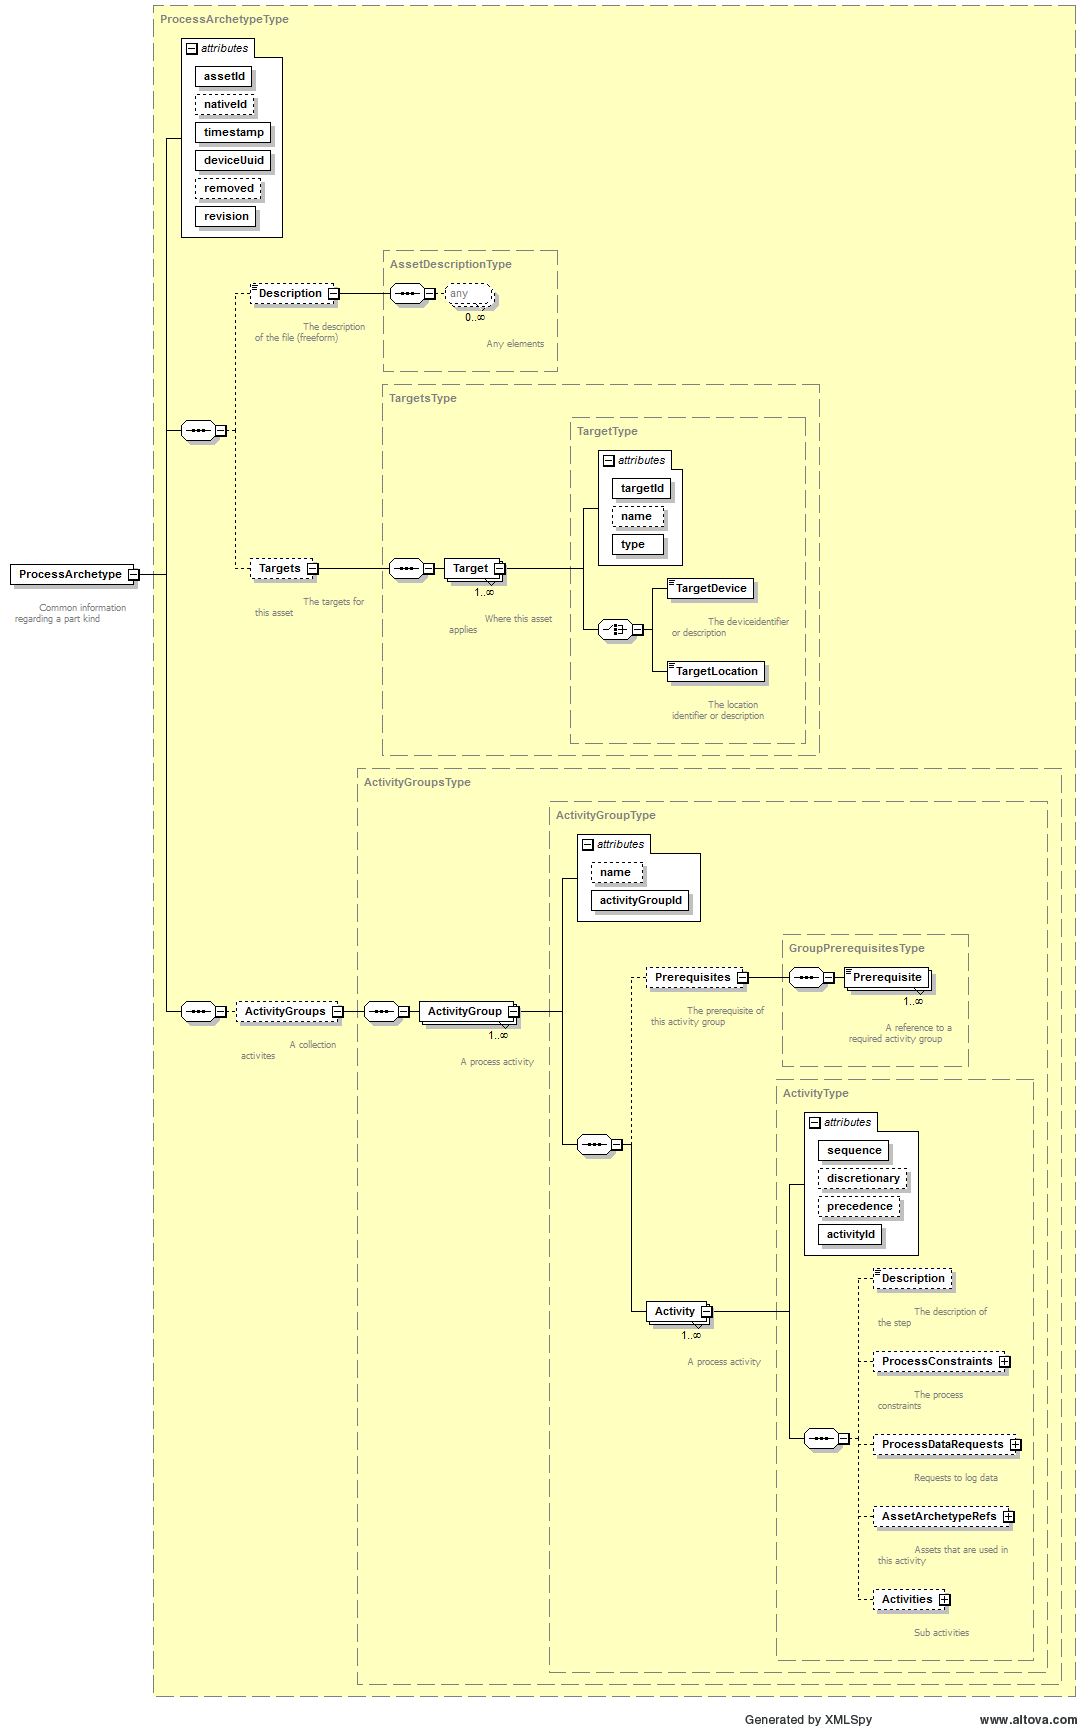 ProcessArchetypeType
attributes
assetId
nativeId
timestamp
deviceUuid
removed
revision
AssetDescriptionType
Description
any
0..∞
The description
of the file (freeform)
Any elements
TargetsType
TargetType
attributes
targetId
name
type
ProcessArchetype
Common information
regarding a part kind
Targets
The targets for
this asset
Target
1..∞
Where this asset
applies
TargetDevice
The deviceidentifier
or description
TargetLocation
The location
identifier or description
ActivityGroupsType
ActivityGroupType
attributes
name
activityGroupId
GroupPrerequisitesType
Prerequisites
The prerequisite of
this activity group
Prerequisite
1..∞
A reference to a
required activity group
ActivityGroups
A collection
activites
ActivityGroup
1..∞
A process activity
ActivityType
attributes
sequence
discretionary
precedence
activityId
Activity
1..∞
A process activity
Description
The description of
the step
ProcessConstraints
The process
constraints
ProcessDataRequests
Requests to log data
AssetArchetypeRefs
Assets that are used in
this activity
Activities
Sub activities
Generated by XMLSpy
www.altova.com